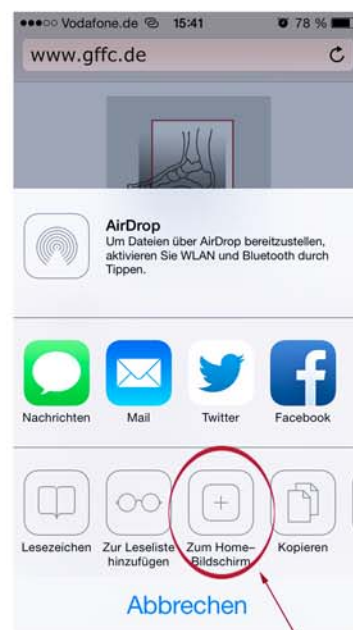 Vodafone.de 15:41 78 %
www.gffc.de
AirDrop
Um Dateien über AirDrop bereitzustellen,
aktivieren Sie WLAN und Bluetooth durch
Tippen.
Nachrichten Mail Twitter Facebook
Lesezeichen Zur Leseliste Zum Home- Kopieren
hinzufügen Bildschirm
Abbrechen